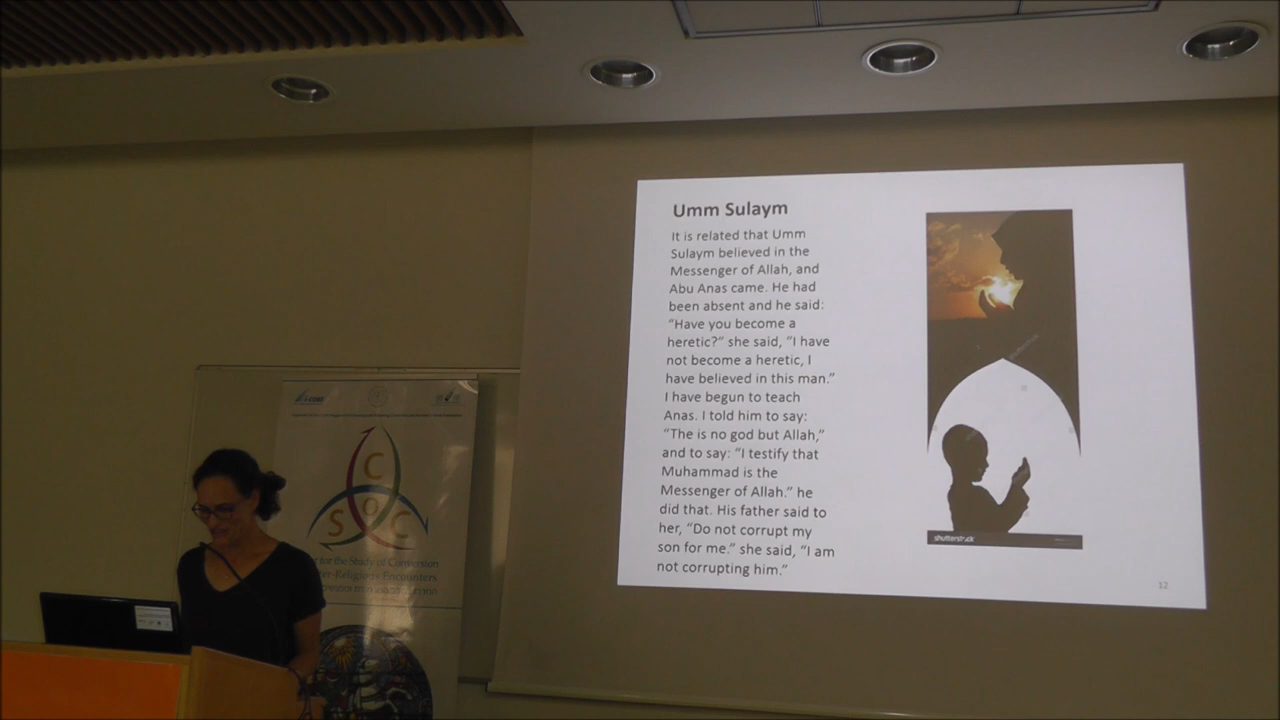 Umm Sulaym
It is related that Umm
Sulaym believed in the
Messenger of Allah, and
Abu Anas came. He had
been absent and he said:
“Have you become a
heretic?” she said, “I have
not become a heretic, I
have believed in this man.”
I have begun to teach
Anas. I told him to say:
“The is no god but Allah,”
and to say: “I testify that
Muhammad is the
Messenger of Allah.” he
did that. His father said to
her, “Do not corrupt my
son for me.” she said, “I am
not corrupting him.”
shutterstock
12
C
O
S C
for the Study of Conversion
Religious Encounters